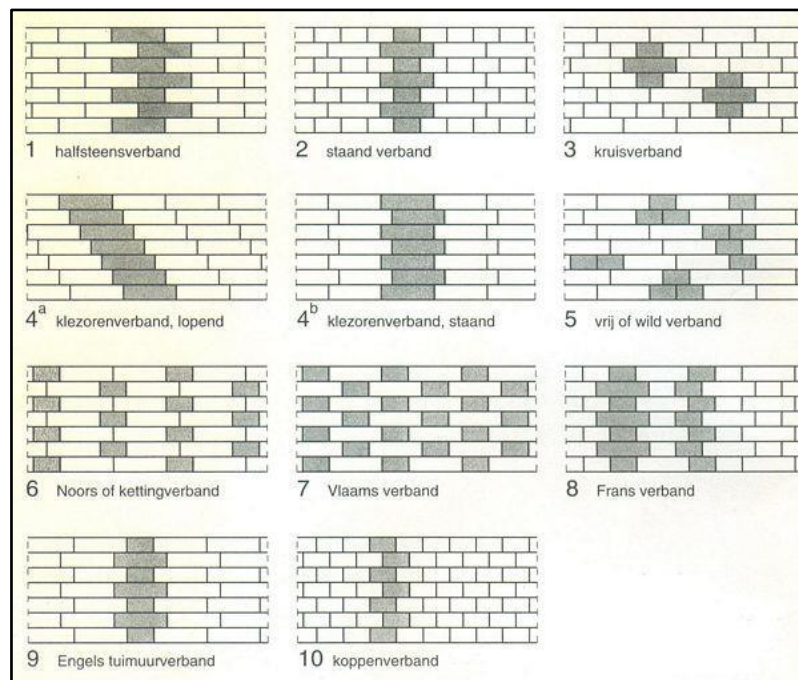 1 halfsteensverband
2 staand verband
3 kruisverband
4a klezorenverband, lopend
4b klezorenverband, staand
5 vrij of wild verband
6 Noors of kettingverband
7 Vlaams verband
8 Frans verband
9 Engels tuimuurverband
10 koppenverband